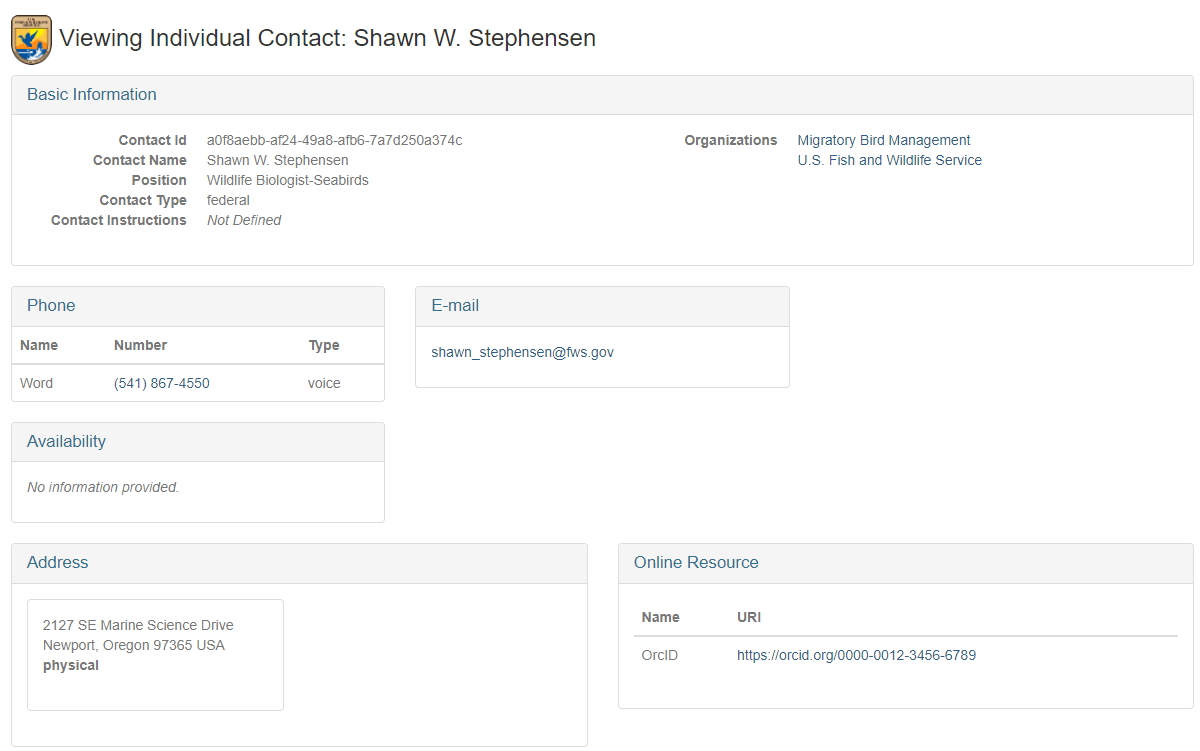 Viewing Individual Contact: Shawn W. Stephensen
Basic Information
Contact Id a0f8aebb-af24-49a8-afb6-7a7d250a374c
Contact Name Shawn W. Stephensen
Position Wildlife Biologist-Seabirds
Contact Type federal
Contact Instructions Not Defined
Organizations Migratory Bird Management
U.S. Fish and Wildlife Service
Phone
Name Number Type
Word (541) 867-4550 voice
E-mail
shawn_stephensen@fws.gov
Availability
No information provided.
Address
2127 SE Marine Science Drive
Newport, Oregon 97365 USA
physical
Online Resource
Name URI
OrcID https://orcid.org/0000-0012-3456-6789